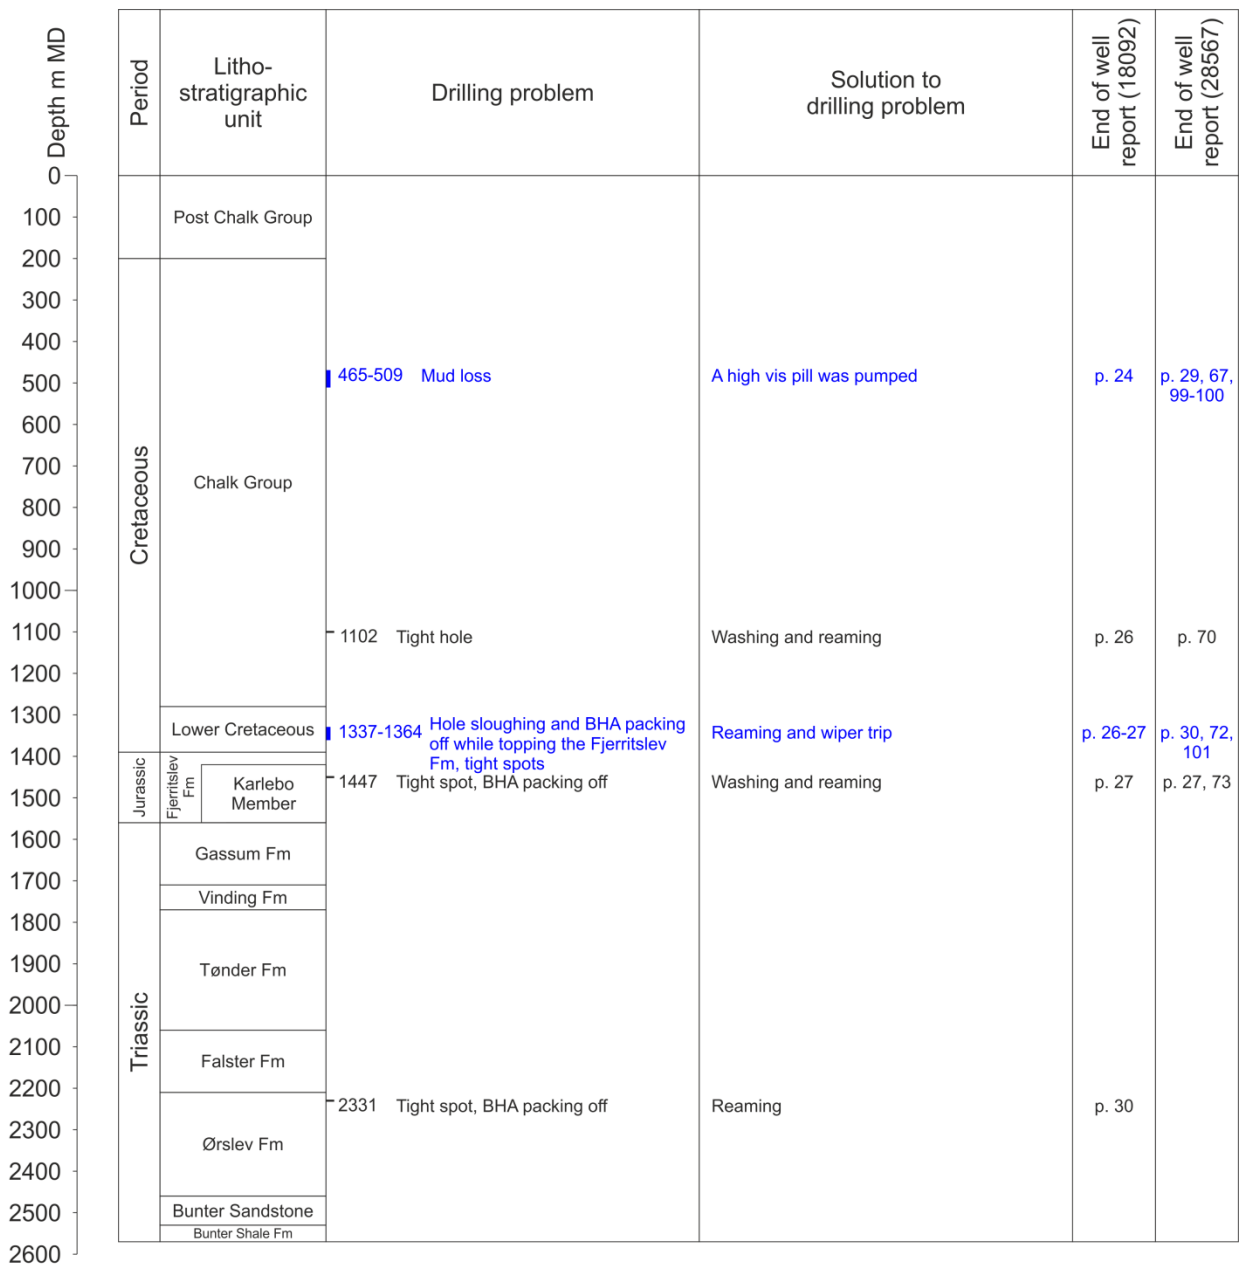 Depth m MD
Period
Litho-
stratigraphic
unit
Drilling problem
Solution to
drilling problem
End of well
report (18092)
End of well
report (28567)
0
100
200
300
400
500
600
700
800
900
1000
1100
1200
1300
1400
1500
1600
1700
1800
1900
2000
2100
2200
2300
2400
2500
2600
Cretaceous
Jurassic
Triassic
Post Chalk Group
Chalk Group
Lower Cretaceous
Fjerritslev
Fm
Karlebo
Member
Gassum Fm
Vinding Fm
Tønder Fm
Falster Fm
Ørslev Fm
Bunter Sandstone
Bunter Shale Fm
465-509 Mud loss
A high vis pill was pumped
p. 24
p. 29, 67,
99-100
1102 Tight hole
Washing and reaming
p. 26
p. 70
1337-1364 Hole sloughing and BHA packing
off while topping the Fjerritslev
Fm, tight spots
Reaming and wiper trip
p. 26-27
p. 30, 72,
101
1447 Tight spot, BHA packing off
Washing and reaming
p. 27
p. 27, 73
2331 Tight spot, BHA packing off
Reaming
p. 30